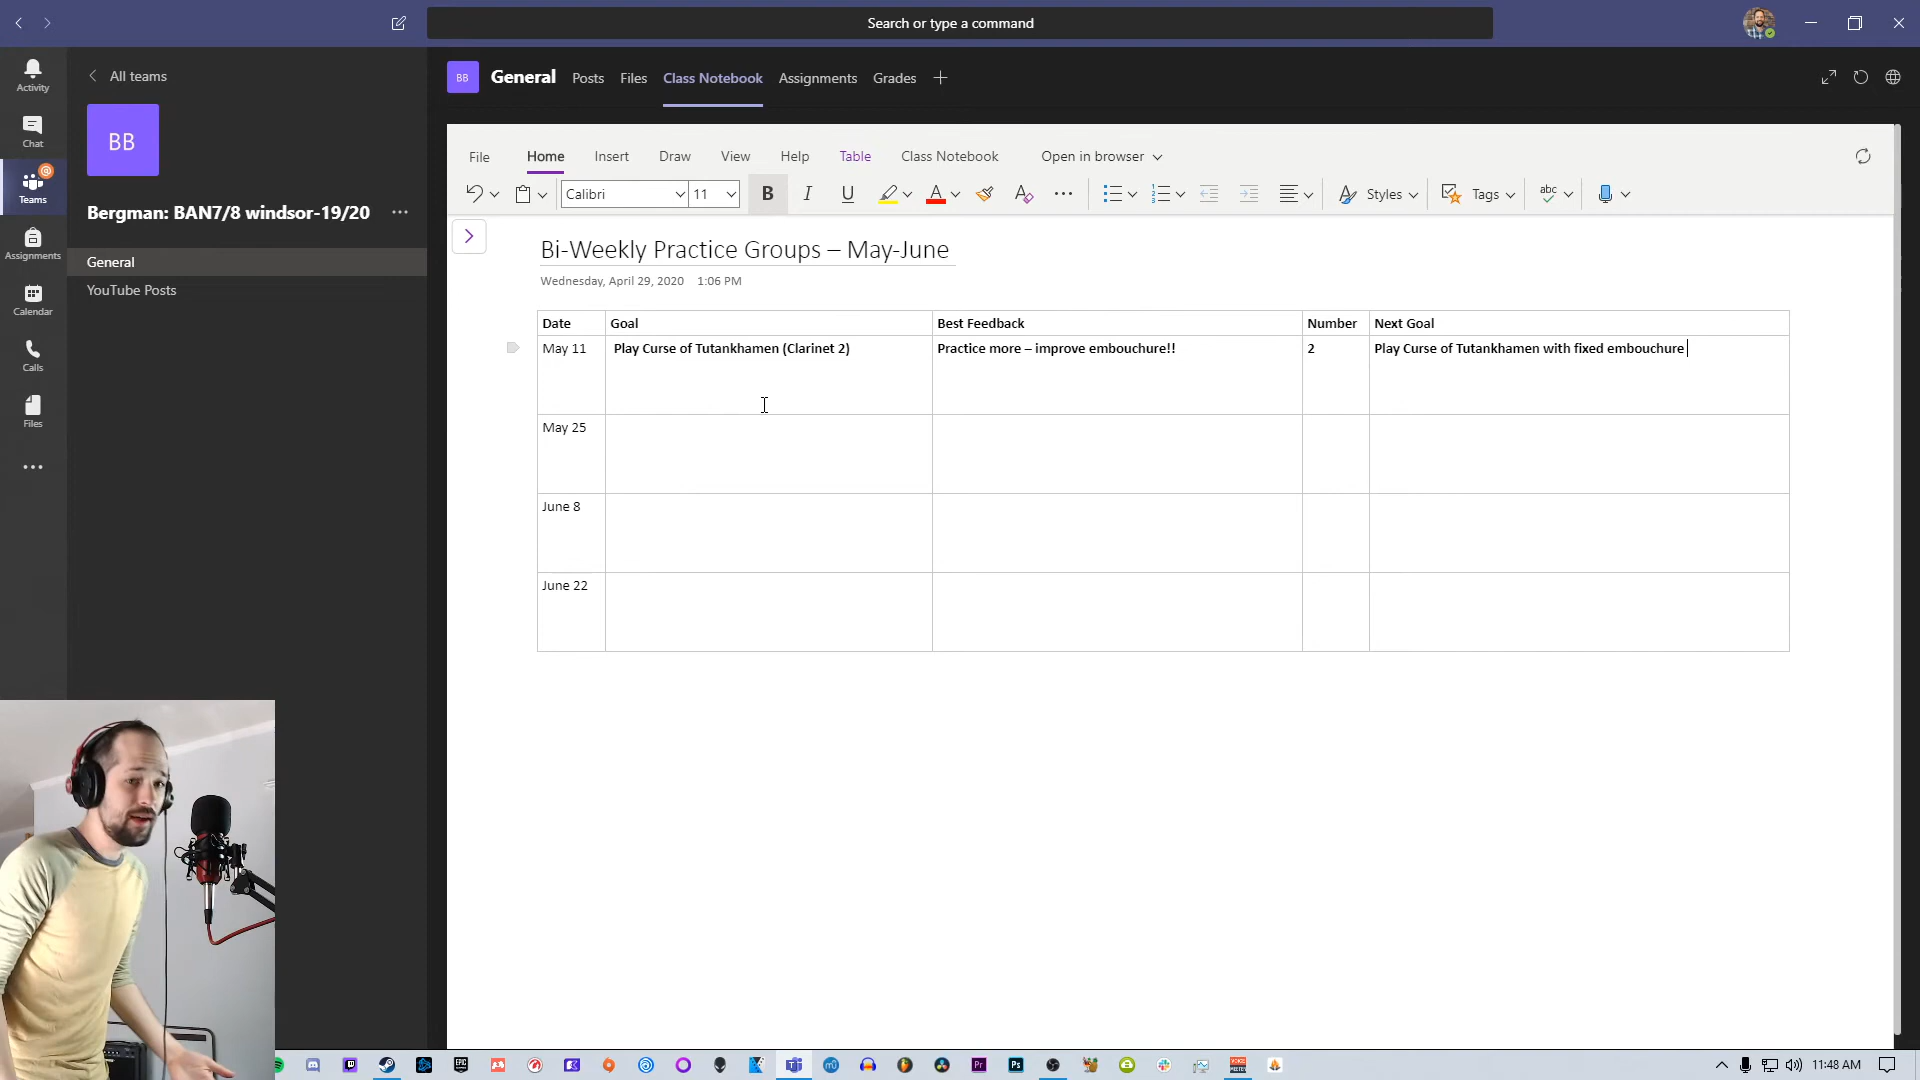 Search or type a command
Activity
Chat
Teams
Assignments
Calendar
Calls
Files
All teams
BB
Bergman: BAN7/8 windsor-19/20
General
YouTube Posts
BB General Posts Files Class Notebook Assignments Grades
File Home Insert Draw View Help Table Class Notebook Open in browser
Calibri 11 B I U A A Styles Tags abc
Bi-Weekly Practice Groups – May-June
Wednesday, April 29, 2020 1:06 PM
Date Goal Best Feedback Number Next Goal
May 11 Play Curse of Tutankhamen (Clarinet 2) Practice more – improve embouchure!! 2 Play Curse of Tutankhamen with fixed embouchure
May 25
June 8
June 22
11:48 AM